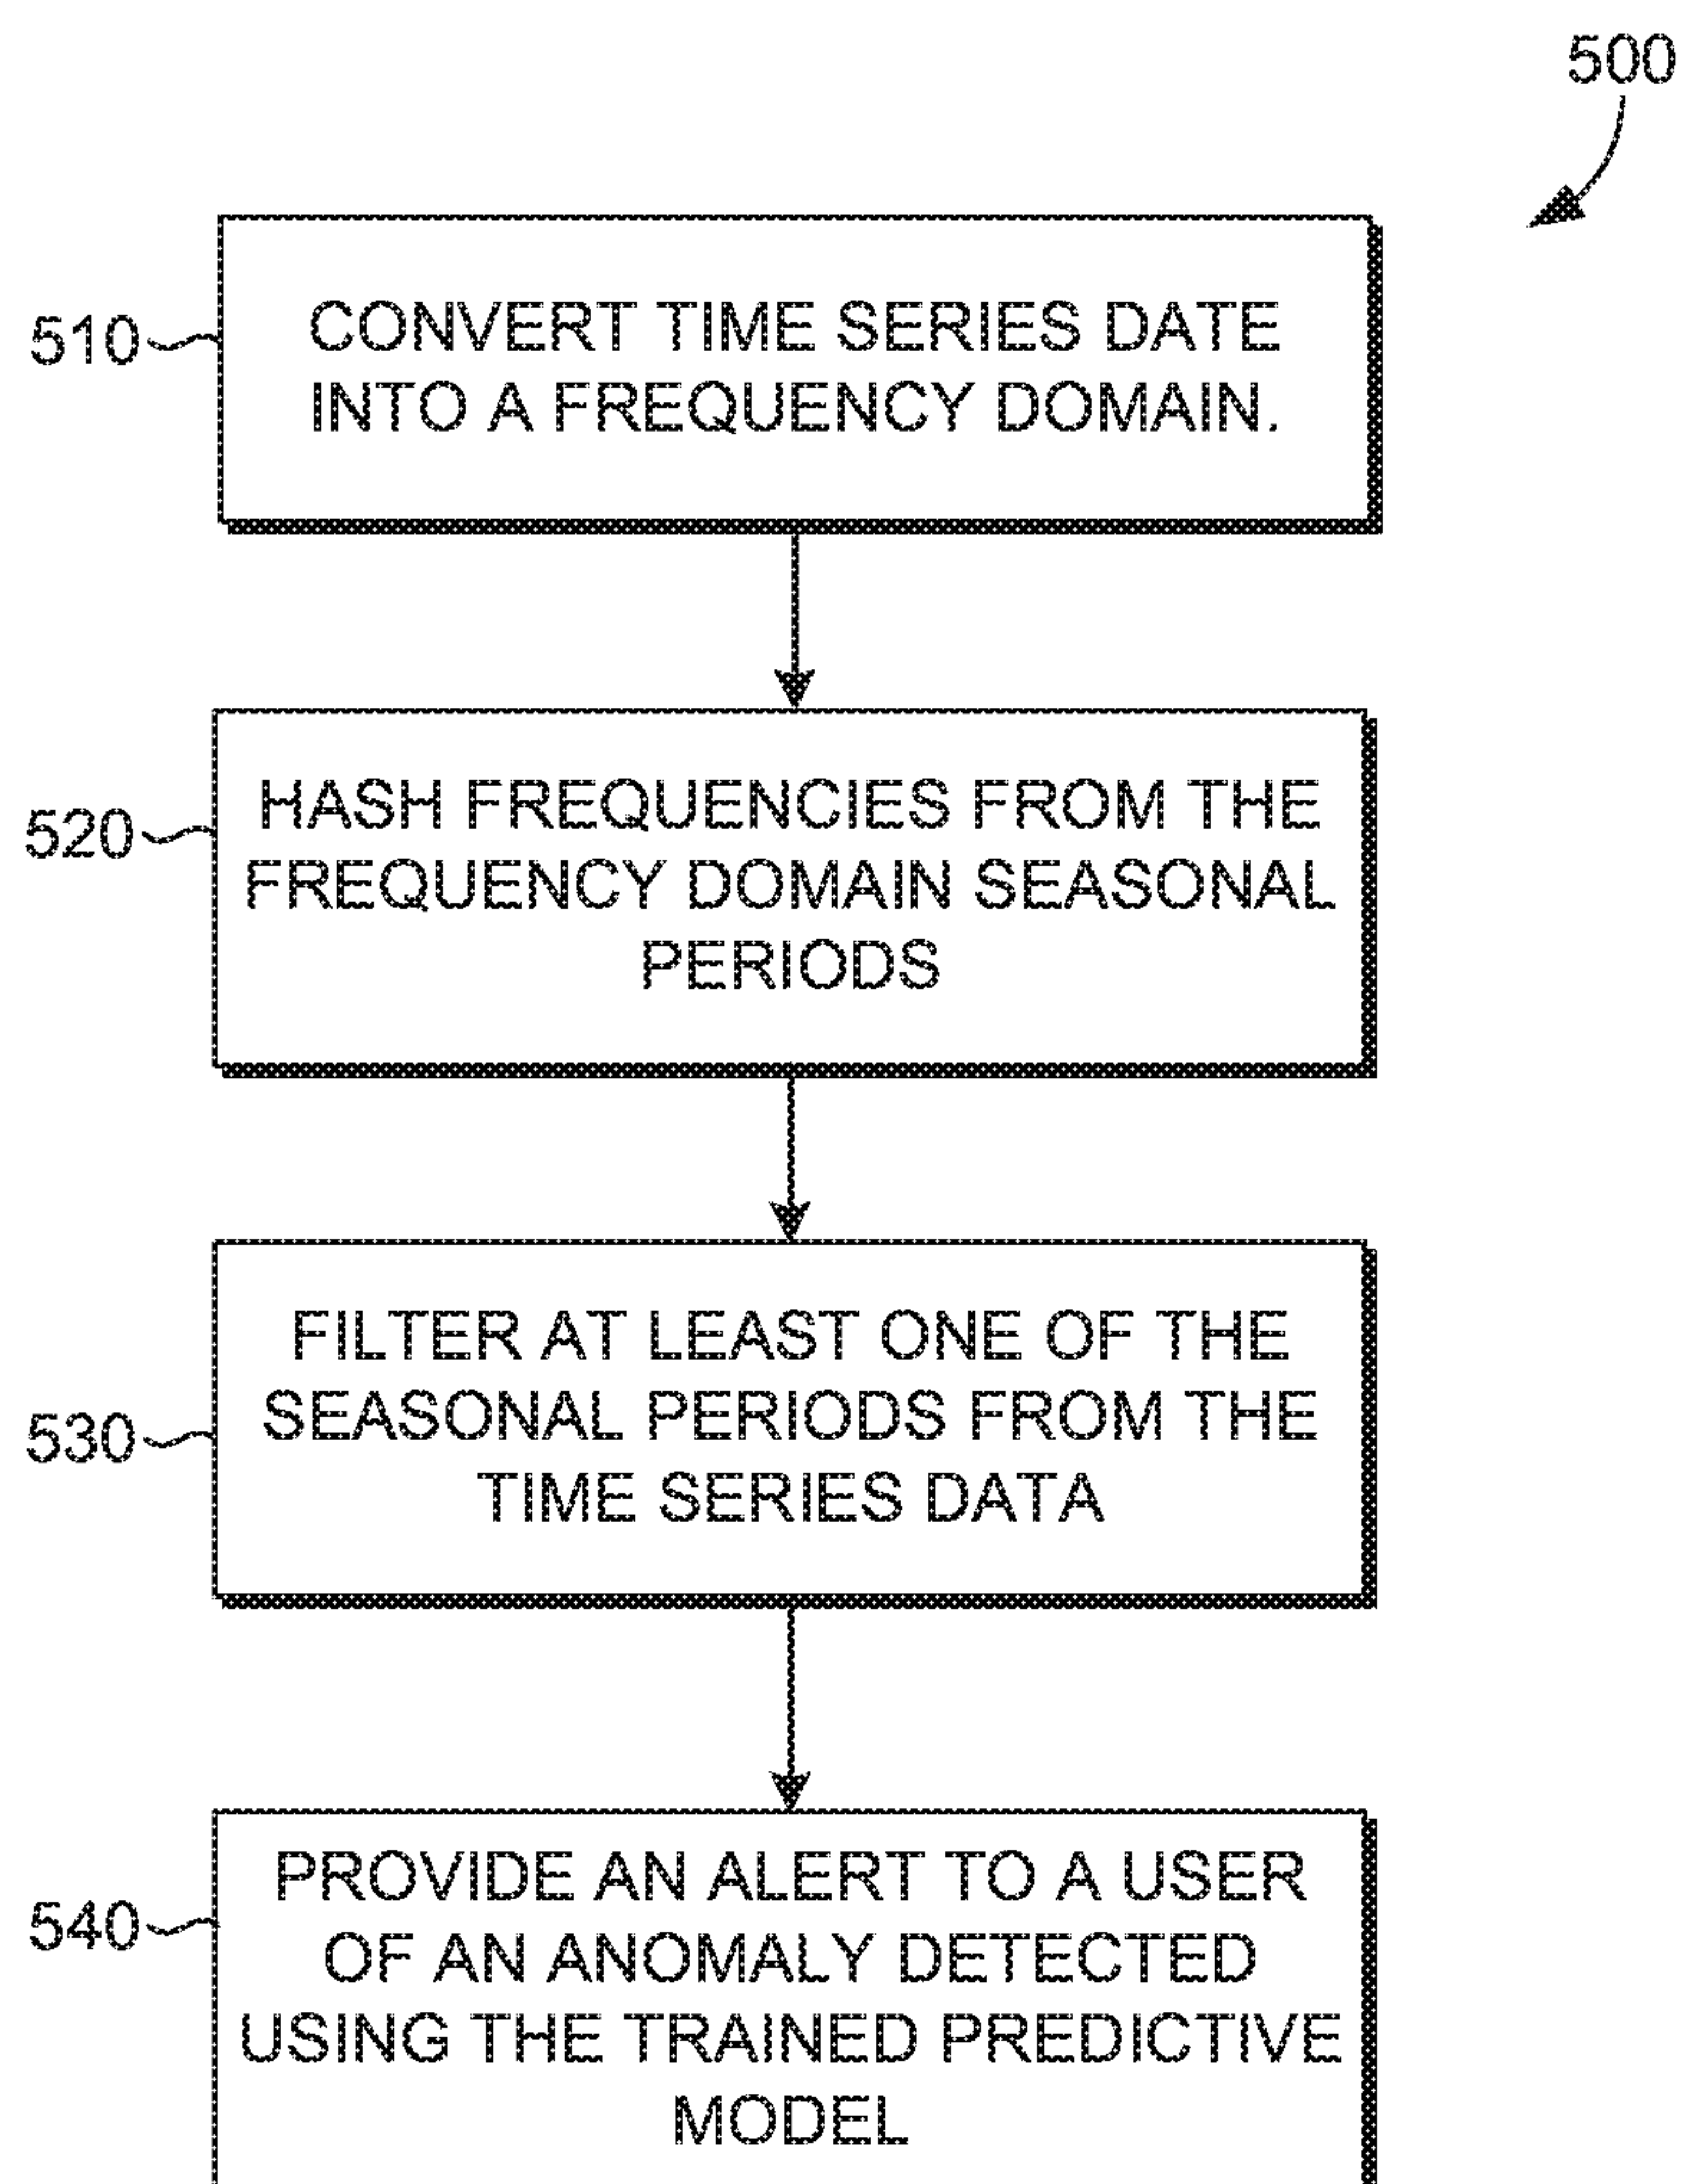 500
510
CONVERT TIME SERIES DATE
INTO A FREQUENCY DOMAIN.
520
HASH FREQUENCIES FROM THE
FREQUENCY DOMAIN SEASONAL
PERIODS
530
FILTER AT LEAST ONE OF THE
SEASONAL PERIODS FROM THE
TIME SERIES DATA
540
PROVIDE AN ALERT TO A USER
OF AN ANOMALY DETECTED
USING THE TRAINED PREDICTIVE
MODEL